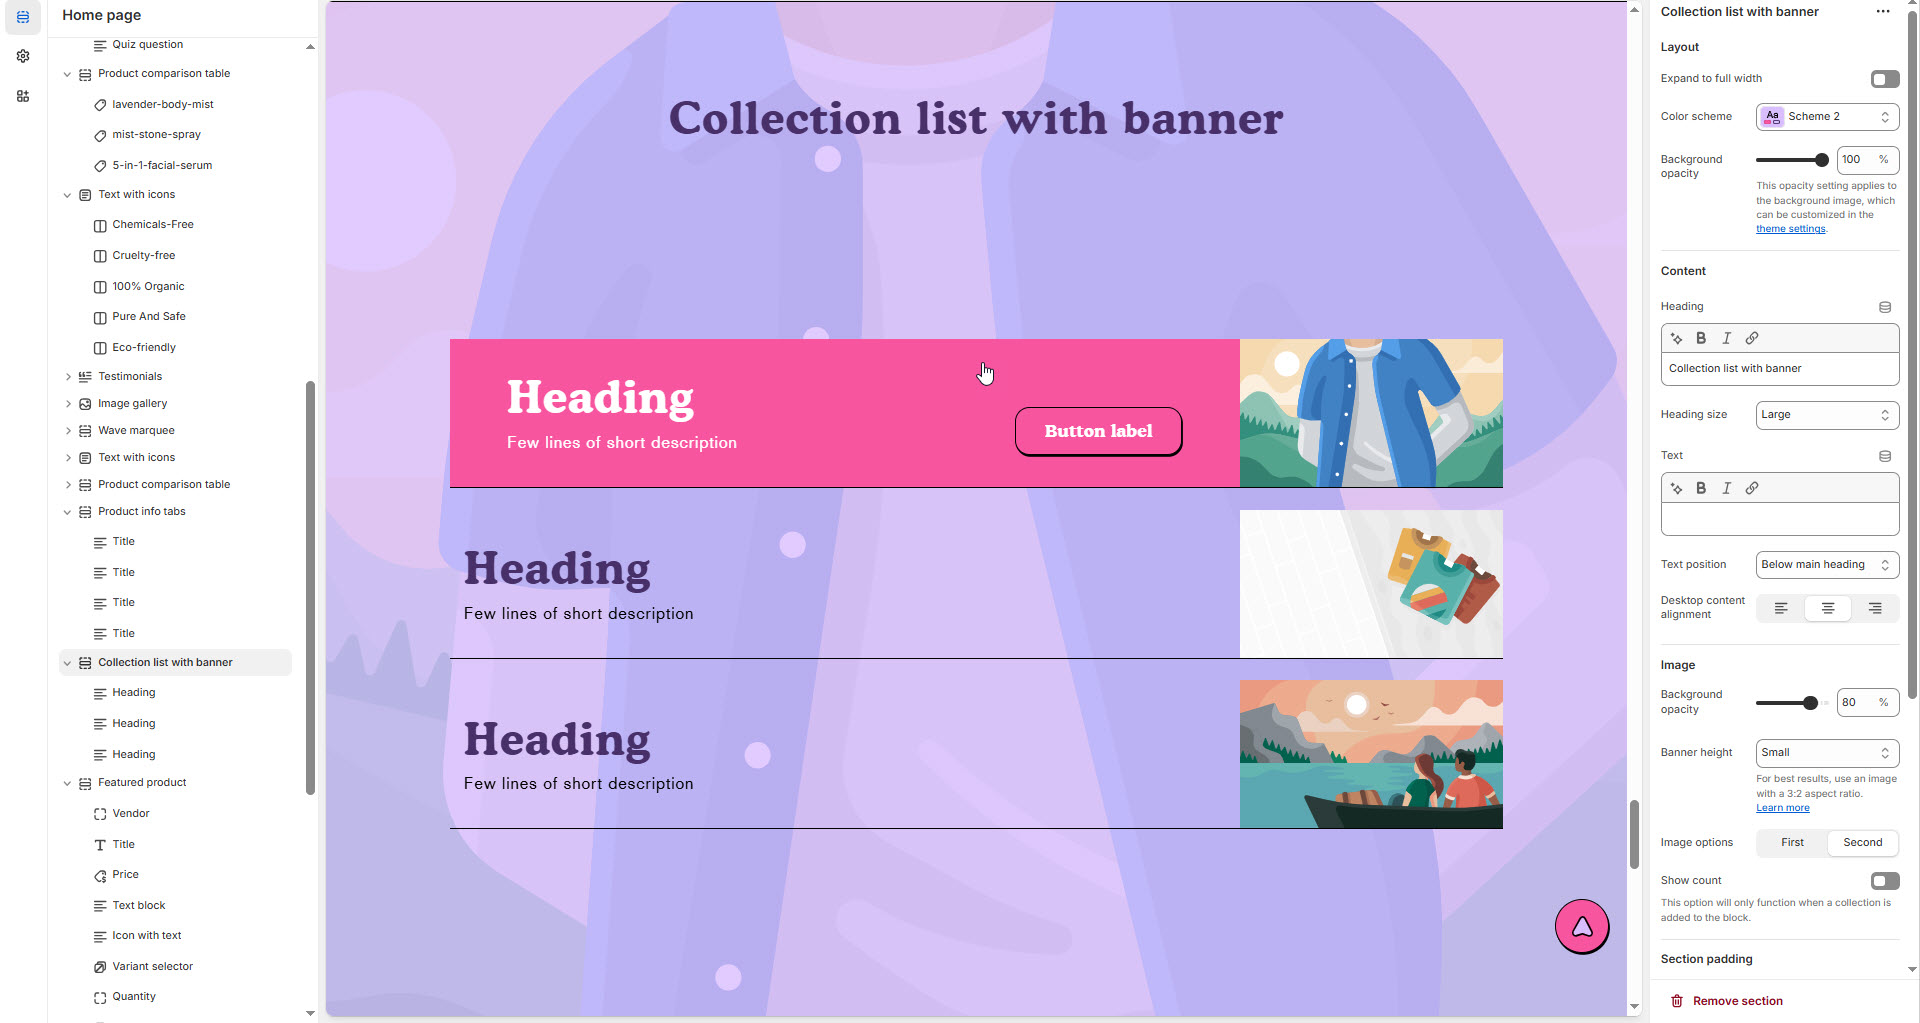 Home page
Quiz question
Product comparison table
lavender-body-mist
mist-stone-spray
5-in-1-facial-serum
Text with icons
Chemicals-Free
Cruelty-free
100% Organic
Pure And Safe
Eco-friendly
Testimonials
Image gallery
Wave marquee
Text with icons
Product comparison table
Product info tabs
Title
Title
Title
Title
Collection list with banner
Heading
Heading
Heading
Featured product
Vendor
Title
Price
Text block
Icon with text
Variant selector
Quantity
Collection list with banner
Heading
Few lines of short description
Button label
Heading
Few lines of short description
Heading
Few lines of short description
Collection list with banner
Layout
Expand to full width
Color scheme
Aa
Scheme 2
Background
opacity
100 %
This opacity setting applies to
the background image, which
can be customized in the
theme settings.
Content
Heading
B I
Collection list with banner
Heading size
Large
Text
B I
Text position
Below main heading
Desktop content
alignment
Image
Background
opacity
80 %
Banner height
Small
For best results, use an image
with a 3:2 aspect ratio.
Learn more
Image options
First
Second
Show count
This option will only function when a collection is
added to the block.
Section padding
Remove section